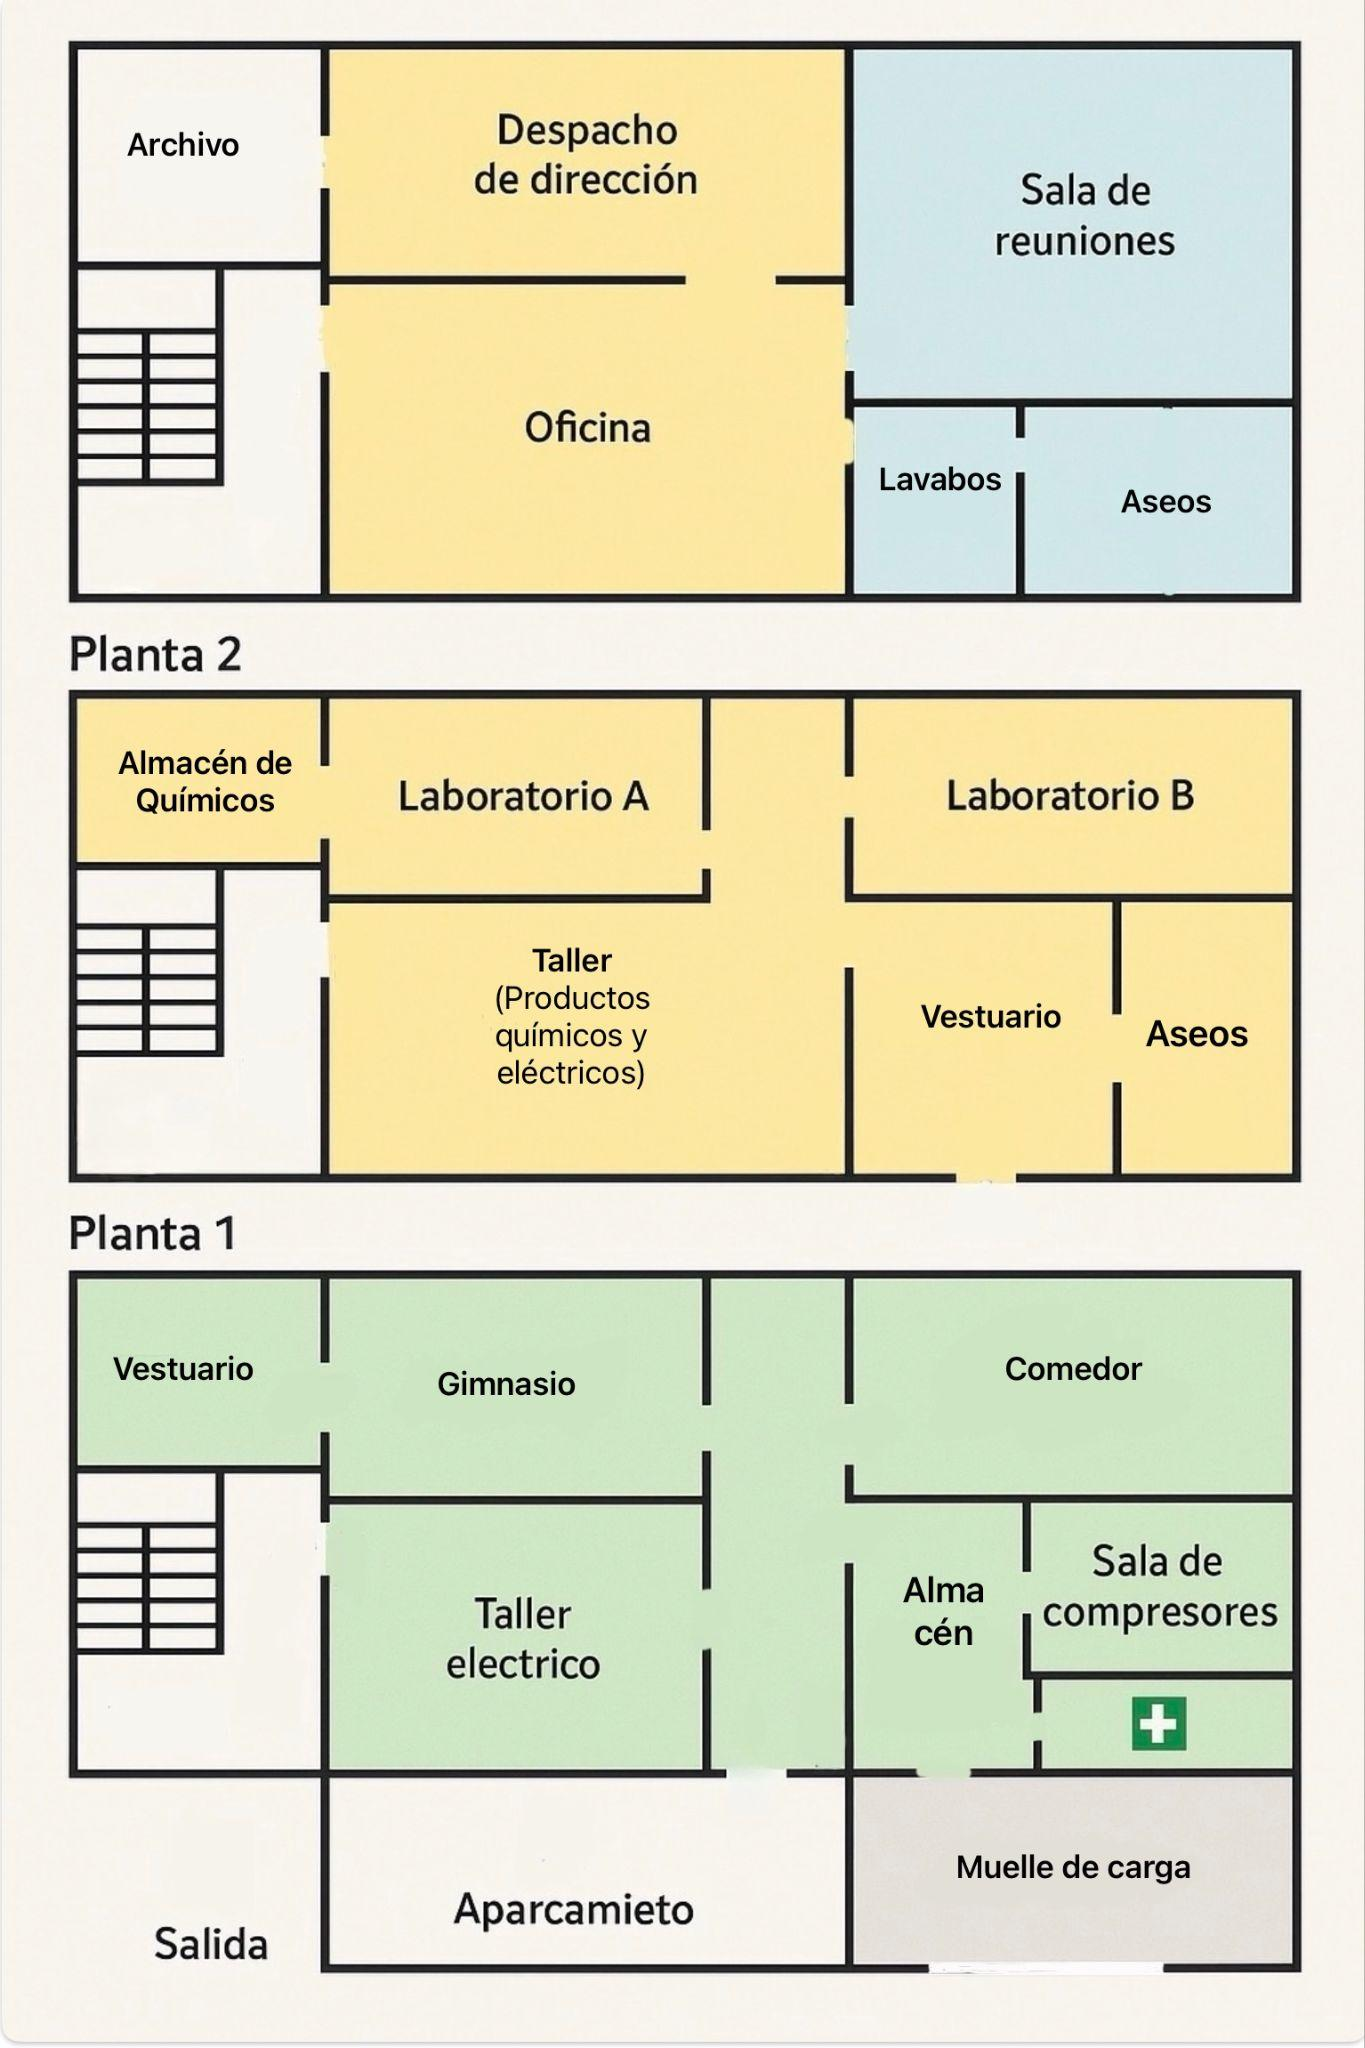 Archivo
Despacho
de dirección
Sala de
reuniones
Oficina
Lavabos
Aseos
Planta 2
Almacén de
Químicos
Laboratorio A
Laboratorio B
Taller
(Productos
químicos y
eléctricos)
Vestuario
Aseos
Planta 1
Vestuario
Gimnasio
Comedor
Taller
electrico
Alma
cén
Sala de
compresores
Muelle de carga
Aparcamieto
Salida